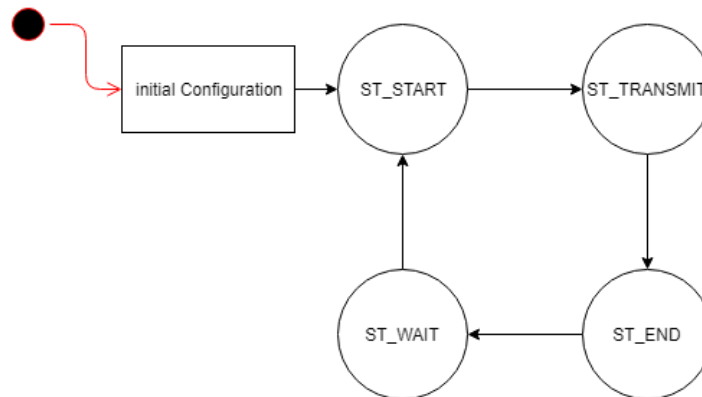 initial Configuration
ST_START
ST_TRANSMIT
ST_WAIT
ST_END